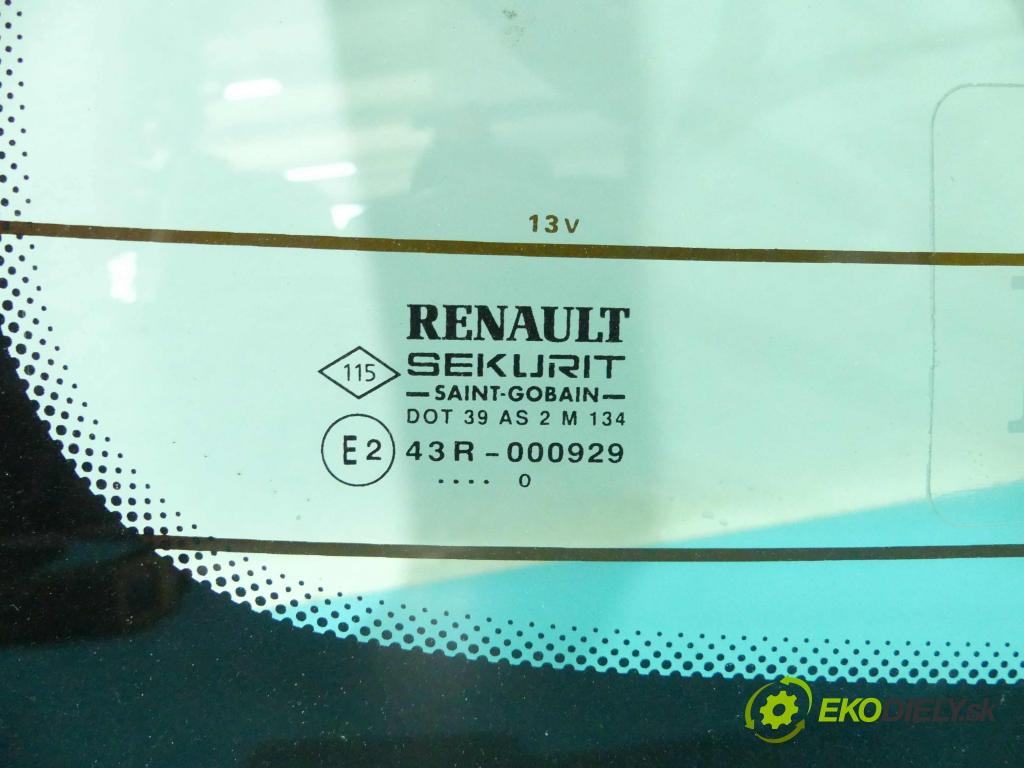 13V
RENAULT
115
SEKURIT
SAINT-GOBAIN
DOT 39 AS 2 M 134
E2
43R-000929
.... 0
EKODIELY.sk